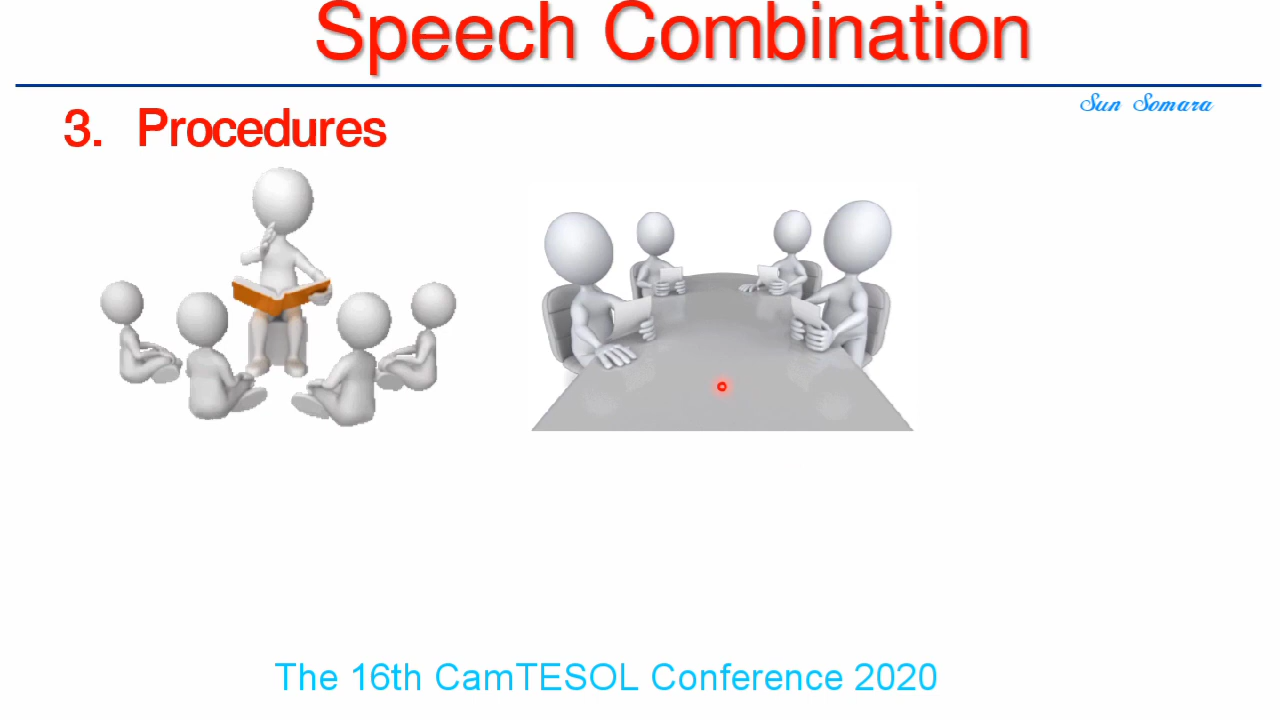 Speech Combination
Sun Somara
3. Procedures
The 16th CamTESOL Conference 2020